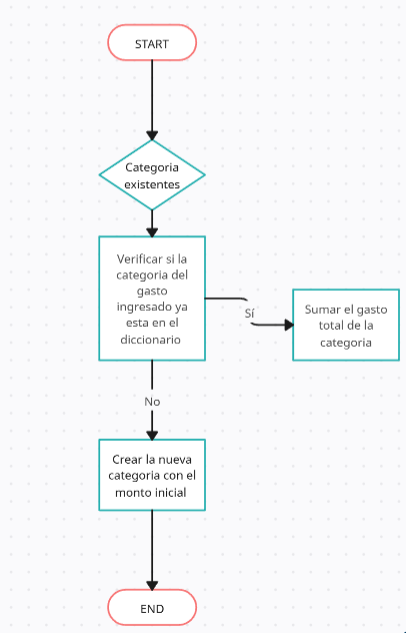 START
Categoria
existentes
Verificar si la
categoria del
gasto
ingresado ya
esta en el
diccionario
Sí
Sumar el gasto
total de la
categoria
No
Crear la nueva
categoria con el
monto inicial
END